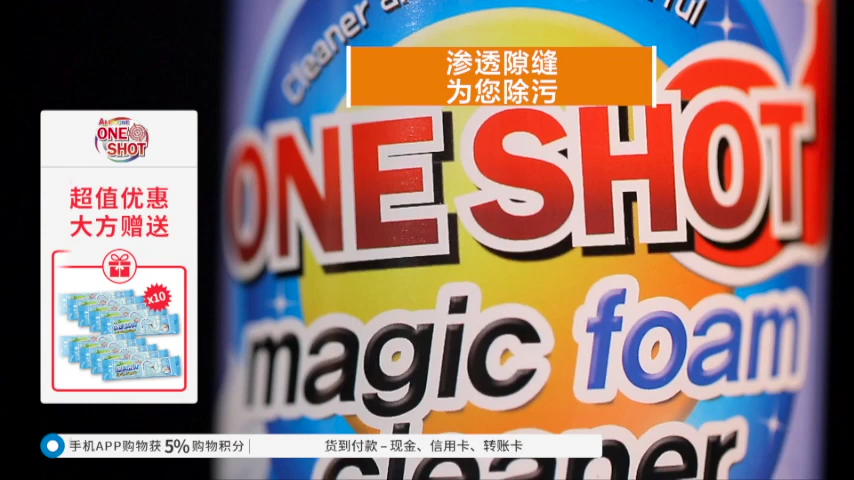 Cleaner
渗透隙缝
为您除污
ONE SHOT
magic foam
cleaner
ONE
SHOT
超值优惠
大方赠送
x10
手机APP购物获 5% 购物积分
货到付款 – 现金、信用卡、转账卡